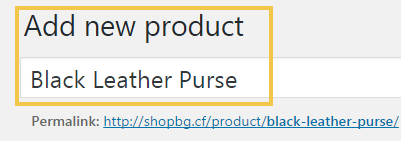 Add new product
Black Leather Purse
Permalink: http://shopbg.cf/product/black-leather-purse/